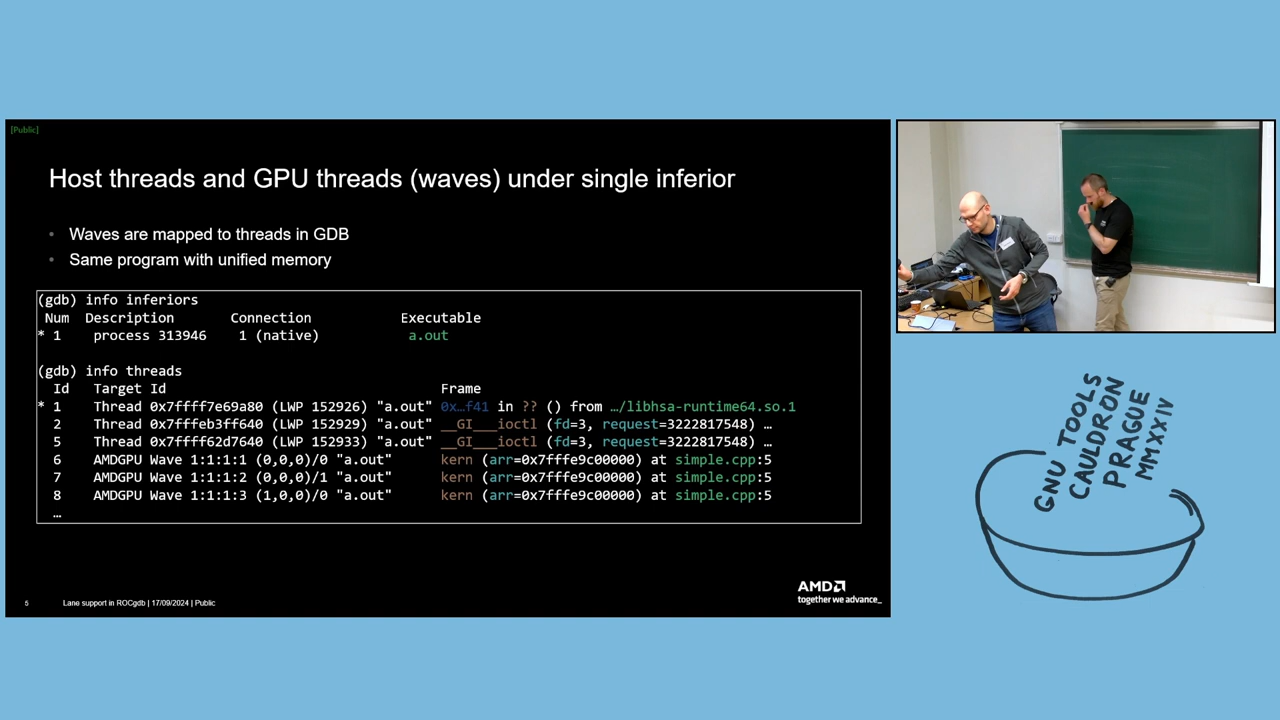 [Public]
Host threads and GPU threads (waves) under single inferior
• Waves are mapped to threads in GDB
• Same program with unified memory
(gdb) info inferiors
Num Description Connection Executable
* 1 process 313946 1 (native) a.out
(gdb) info threads
Id Target Id Frame
* 1 Thread 0x7ffff7e69a80 (LWP 152926) "a.out" 0x…f41 in ?? () from …/libhsa-runtime64.so.1
2 Thread 0x7fffeb3ff640 (LWP 152929) "a.out" __GI___ioctl (fd=3, request=3222817548) …
5 Thread 0x7ffff62d7640 (LWP 152933) "a.out" __GI___ioctl (fd=3, request=3222817548) …
6 AMDGPU Wave 1:1:1:1 (0,0,0)/0 "a.out" kern (arr=0x7fffe9c00000) at simple.cpp:5
7 AMDGPU Wave 1:1:1:2 (0,0,0)/1 "a.out" kern (arr=0x7fffe9c00000) at simple.cpp:5
8 AMDGPU Wave 1:1:1:3 (1,0,0)/0 "a.out" kern (arr=0x7fffe9c00000) at simple.cpp:5
…
5 Lane support in ROCgdb | 17/09/2024 | Public
AMD
together we advance_
GNU TOOLS
CAULDRON
PRAGUE
MMXXIV